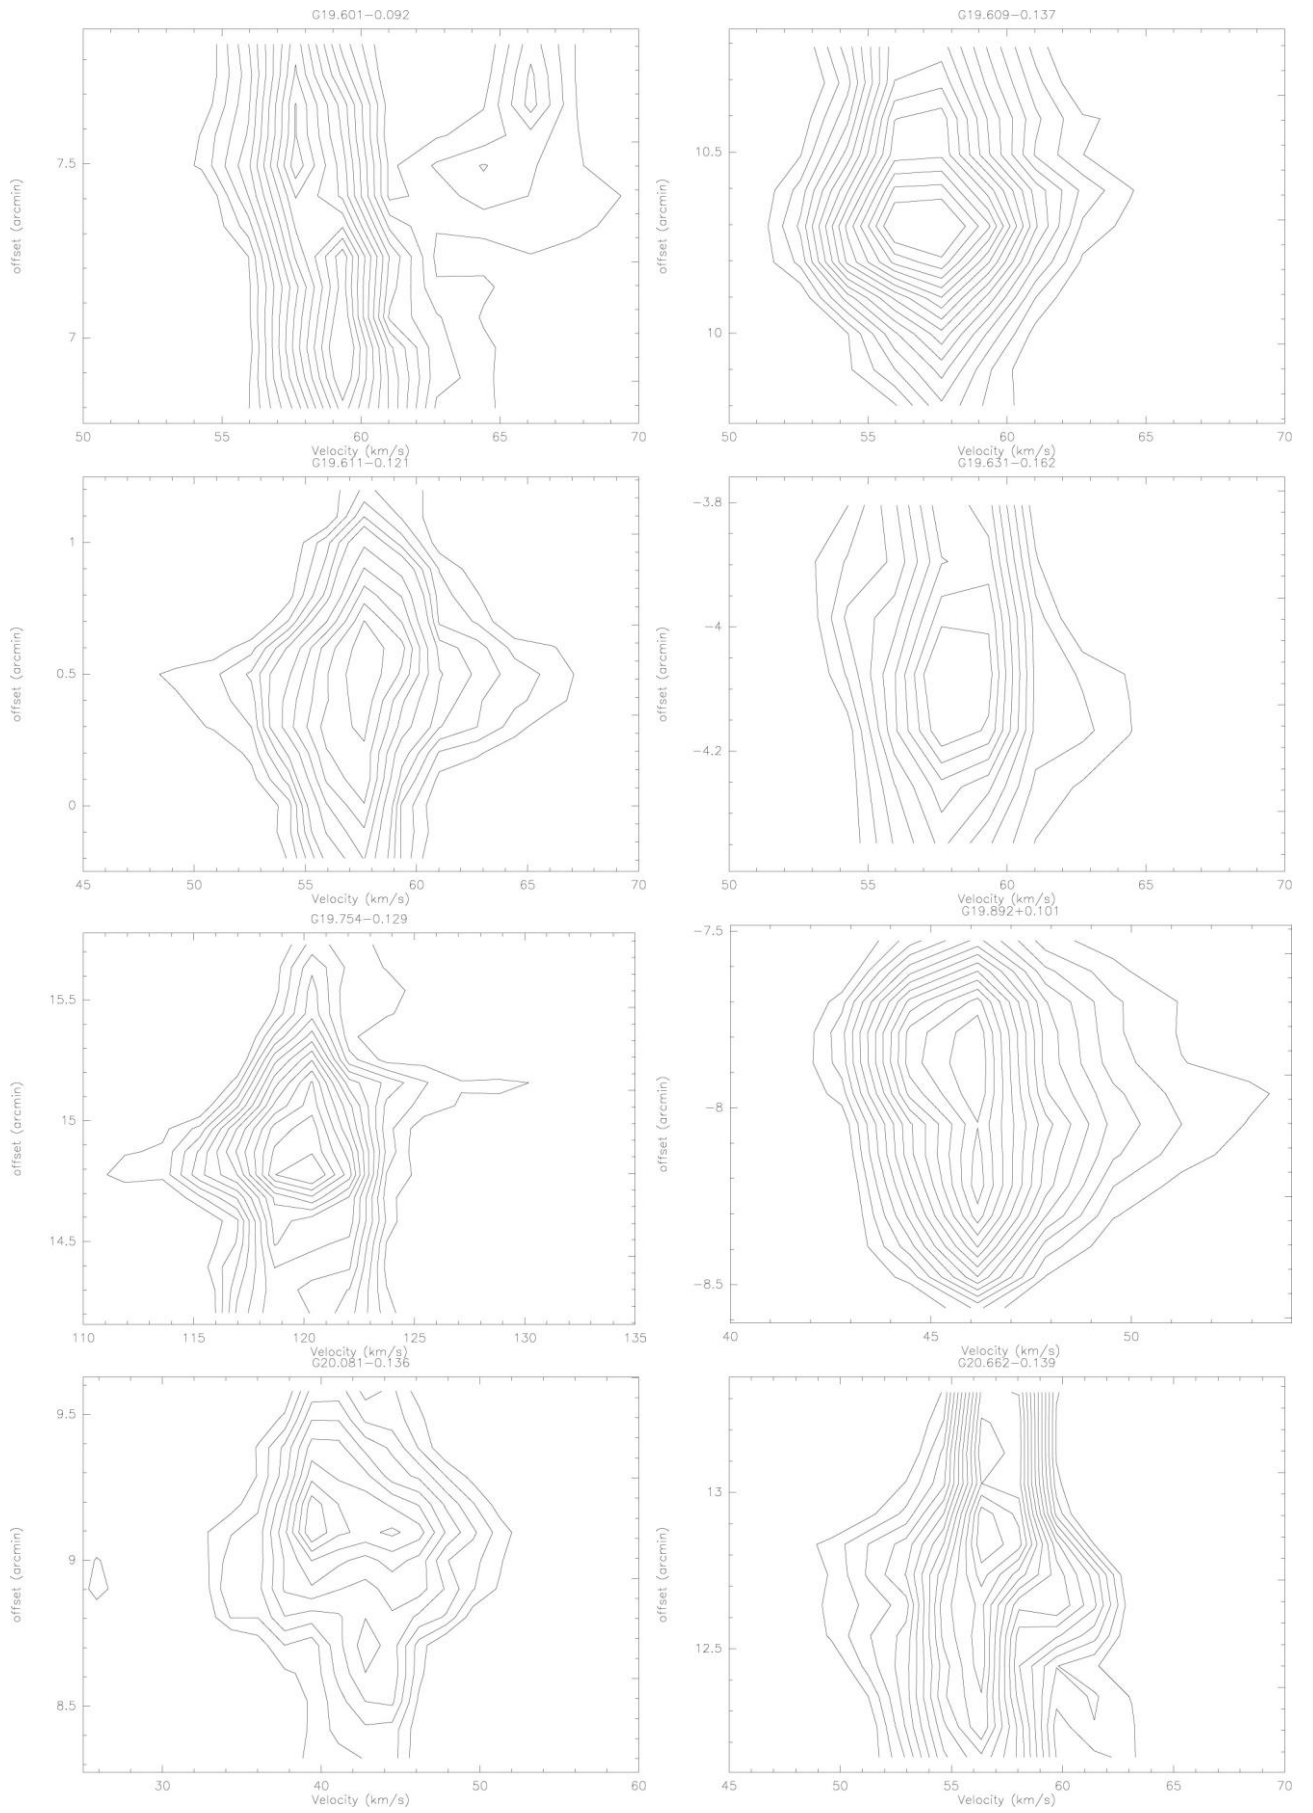 G19.601−0.092
offset (arcmin)
7.5
7
50 55 60 65 70
Velocity (km/s)
G19.609−0.137
offset (arcmin)
10.5
10
50 55 60 65 70
Velocity (km/s)
G19.611−0.121
offset (arcmin)
1
0.5
0
45 50 55 60 65 70
Velocity (km/s)
G19.631−0.162
offset (arcmin)
−3.8
−4
−4.2
50 55 60 65 70
Velocity (km/s)
G19.754−0.129
offset (arcmin)
15.5
15
14.5
110 115 120 125 130 135
Velocity (km/s)
G19.892+0.101
offset (arcmin)
−7.5
−8
−8.5
40 45 50
Velocity (km/s)
G20.081−0.136
offset (arcmin)
9.5
9
8.5
30 40 50 60
Velocity (km/s)
G20.662−0.139
offset (arcmin)
13
12.5
45 50 55 60 65 70
Velocity (km/s)